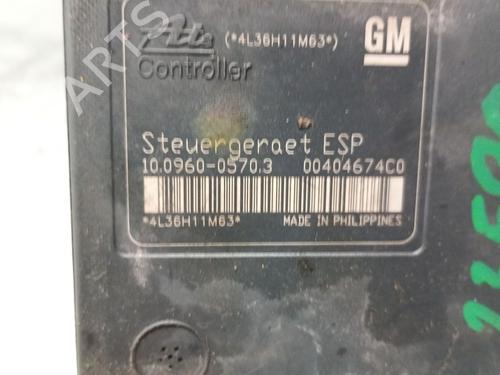 Ate (*4L36H11M63*) GM
Controller
Steuergeraet ESP
10.0960-0570.3 00404674C0
*4L36H11M63* MADE IN PHILIPPINES